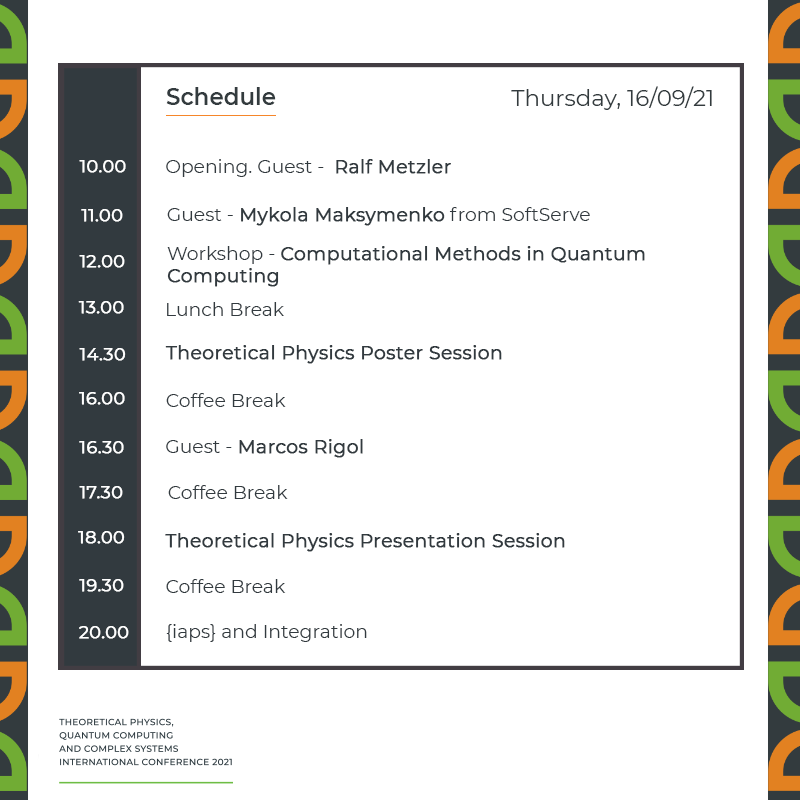 Schedule
Thursday, 16/09/21
10.00 Opening. Guest - Ralf Metzler
11.00 Guest - Mykola Maksymenko from SoftServe
12.00 Workshop - Computational Methods in Quantum
Computing
13.00 Lunch Break
14.30 Theoretical Physics Poster Session
16.00 Coffee Break
16.30 Guest - Marcos Rigol
17.30 Coffee Break
18.00 Theoretical Physics Presentation Session
19.30 Coffee Break
20.00 {iaps} and Integration
THEORETICAL PHYSICS,
QUANTUM COMPUTING
AND COMPLEX SYSTEMS
INTERNATIONAL CONFERENCE 2021